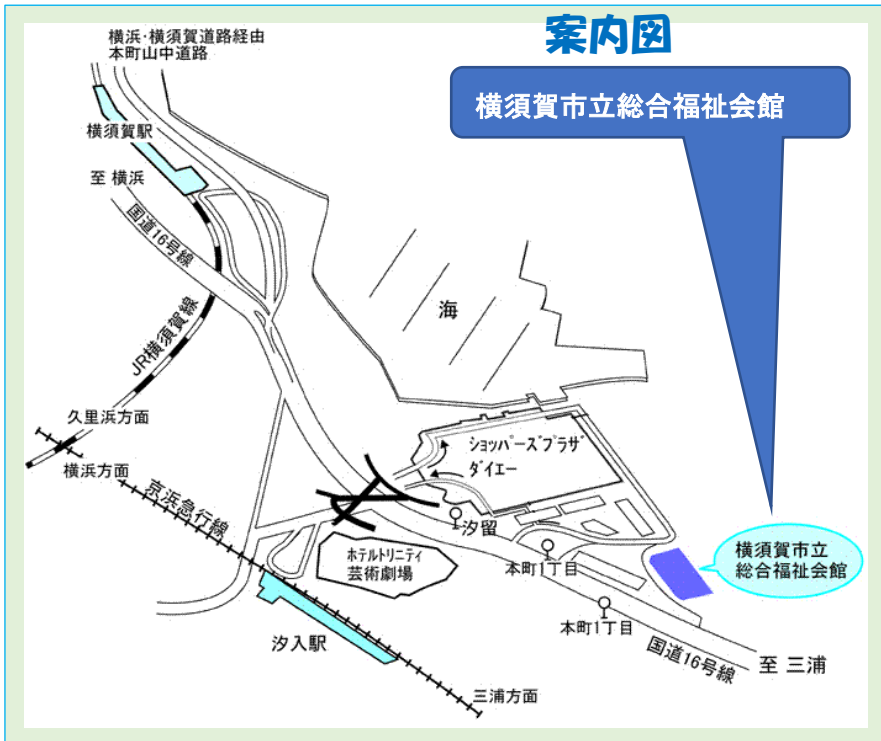 案内図
横須賀市立総合福祉会館
横浜・横須賀道路経由
本町山中道路
横須賀駅
至 横浜
国道16号線
JR横須賀線
海
久里浜方面
横浜方面
京浜急行線
ショッパーズプラザ
ダイエー
汐留
ホテルトリニティ
芸術劇場
本町1丁目
横須賀市立
総合福祉会館
本町1丁目
汐入駅
国道16号線
至 三浦
三浦方面